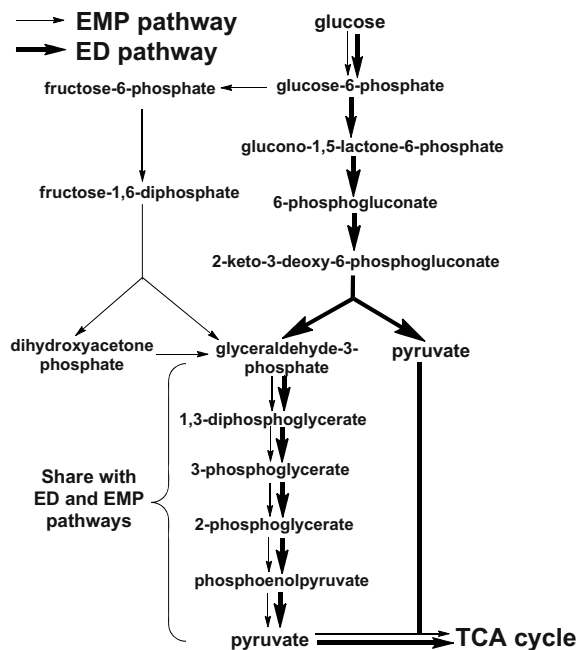 EMP pathway
ED pathway
glucose
fructose-6-phosphate
glucose-6-phosphate
glucono-1,5-lactone-6-phosphate
fructose-1,6-diphosphate
6-phosphogluconate
2-keto-3-deoxy-6-phosphogluconate
dihydroxyacetone
phosphate
glyceraldehyde-3-
phosphate
pyruvate
1,3-diphosphoglycerate
3-phosphoglycerate
Share with
ED and EMP
pathways
2-phosphoglycerate
phosphoenolpyruvate
pyruvate
TCA cycle